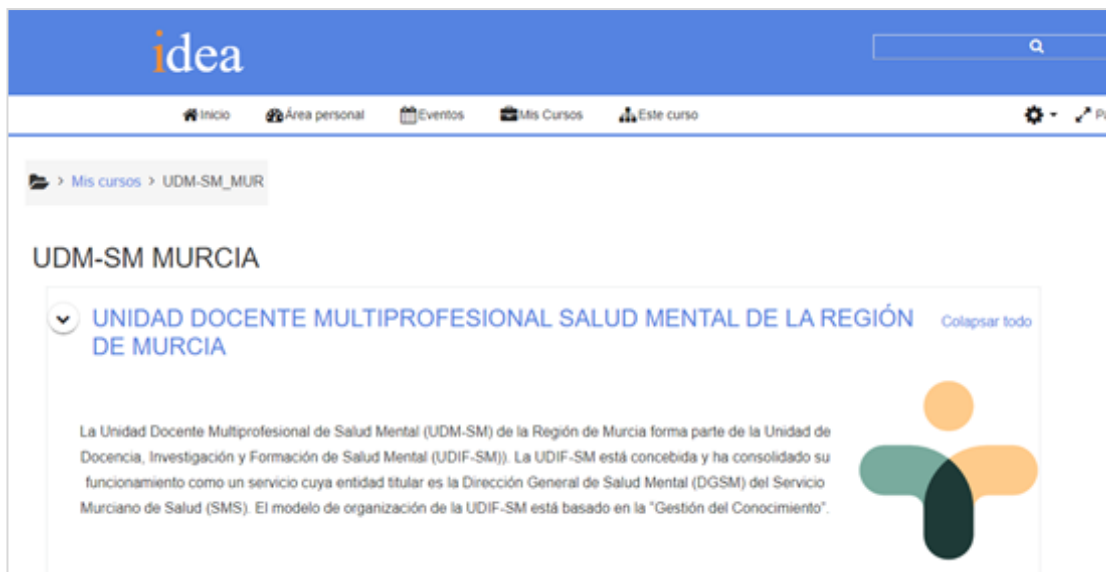 idea
Inicio Área personal Eventos Mis Cursos Este curso
> Mis cursos > UDM-SM_MUR
UDM-SM MURCIA
UNIDAD DOCENTE MULTIPROFESIONAL SALUD MENTAL DE LA REGIÓN Colapsar todo
DE MURCIA
La Unidad Docente Multiprofesional de Salud Mental (UDM-SM) de la Región de Murcia forma parte de la Unidad de
Docencia, Investigación y Formación de Salud Mental (UDIF-SM)). La UDIF-SM está concebida y ha consolidado su
funcionamiento como un servicio cuya entidad titular es la Dirección General de Salud Mental (DGSM) del Servicio
Murciano de Salud (SMS). El modelo de organización de la UDIF-SM está basado en la "Gestión del Conocimiento".